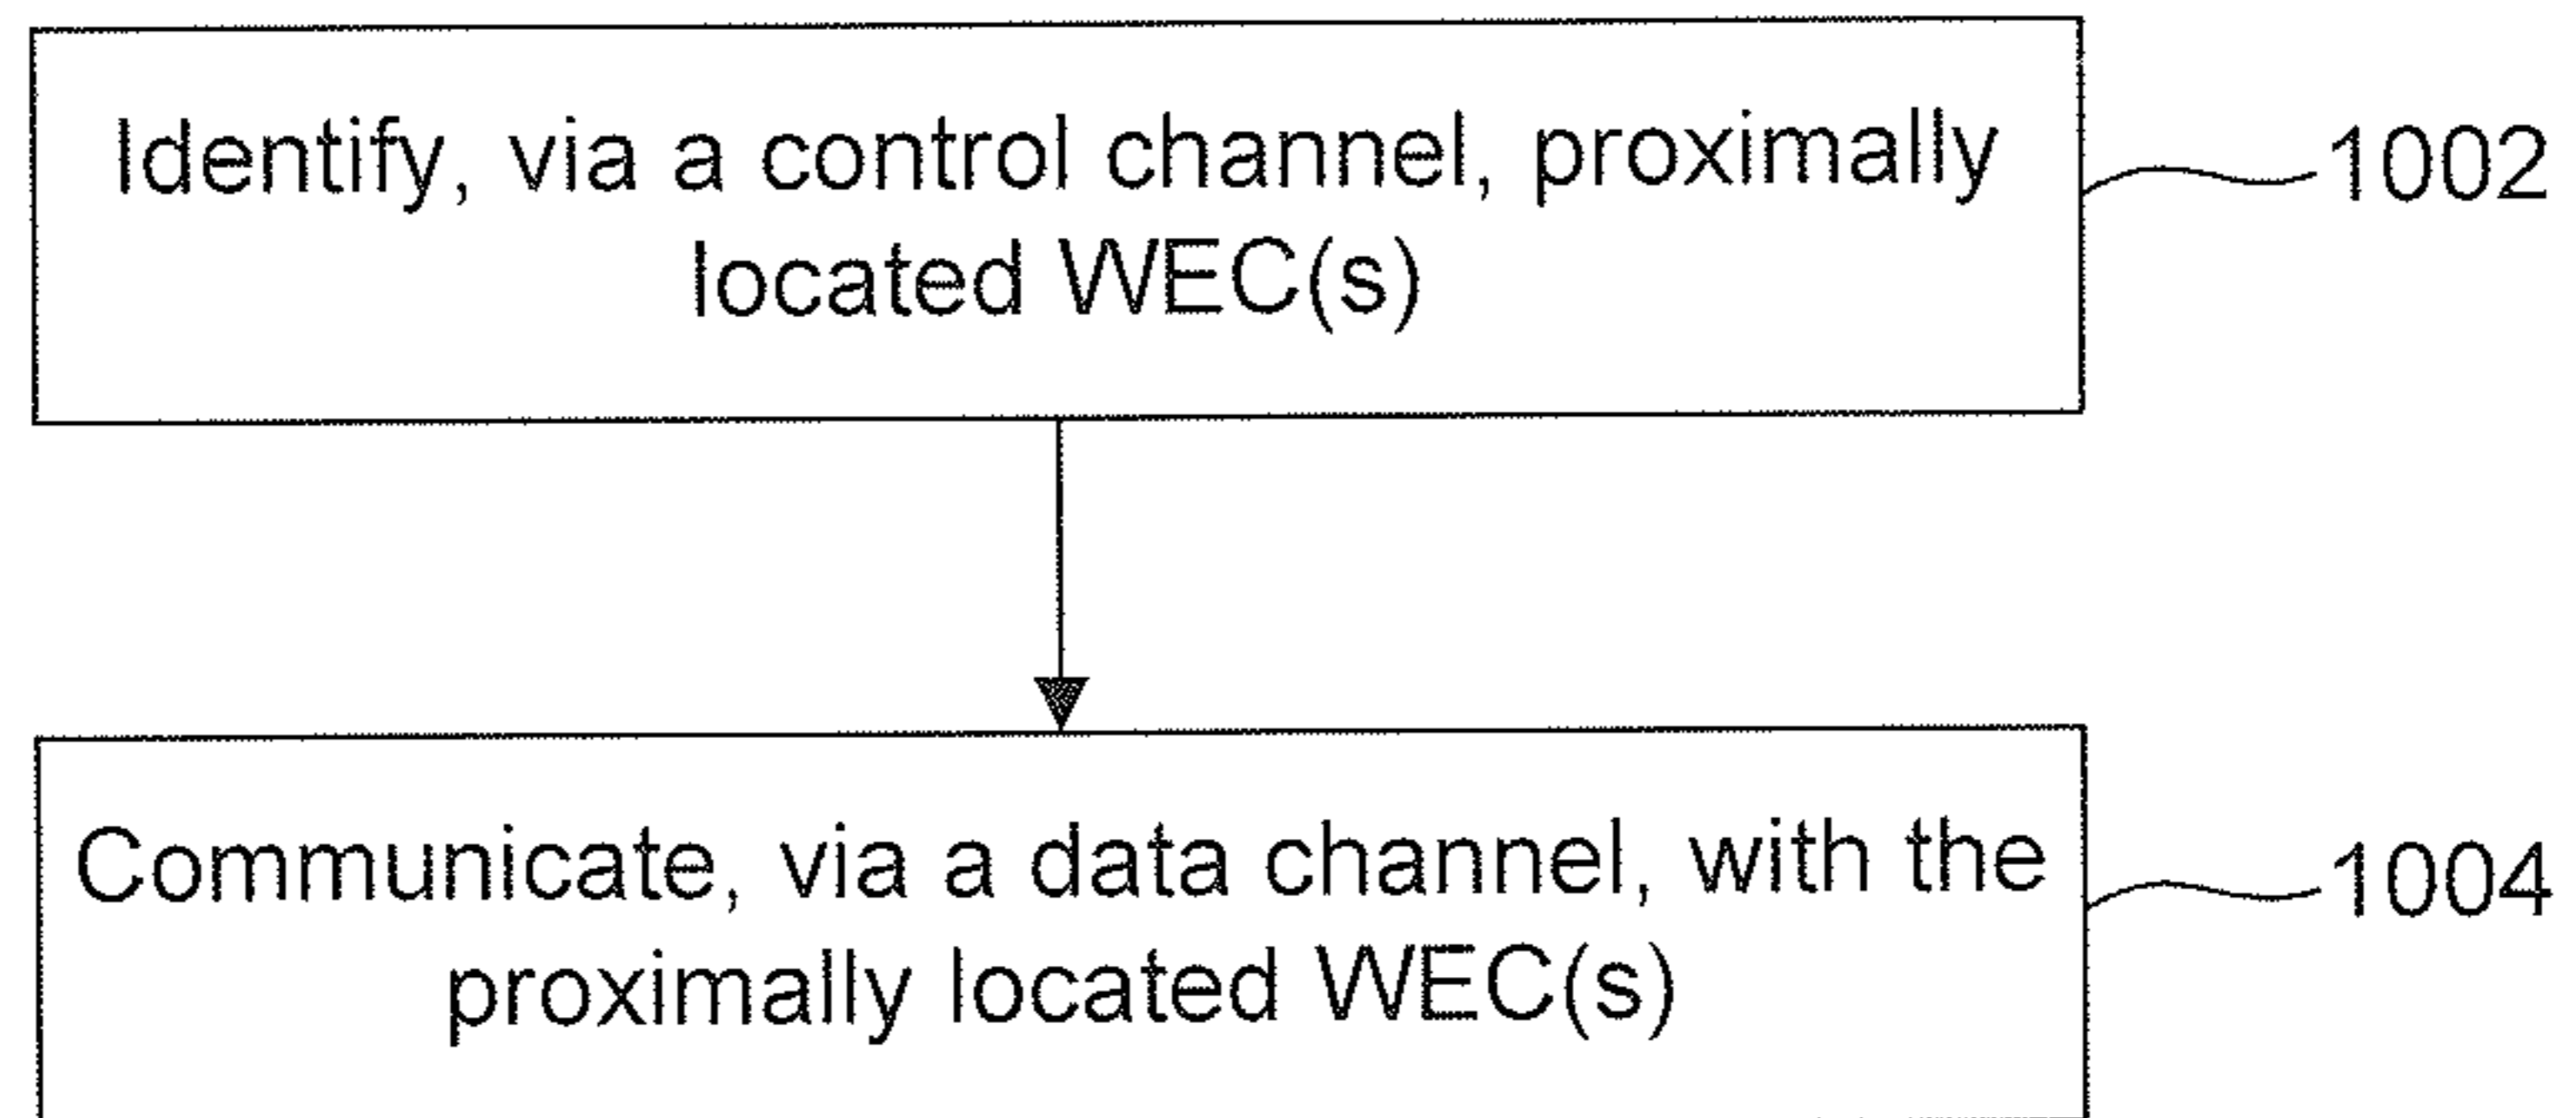 Identify, via a control channel, proximally
located WEC(s)
1002
Communicate, via a data channel, with the
proximally located WEC(s)
1004